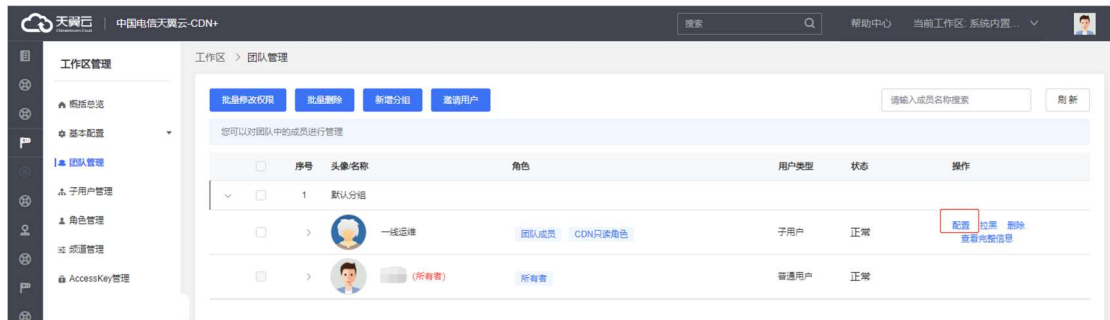 天翼云 中国电信天翼云-CDN+ 搜索 帮助中心 当前工作区: 系统内置...
工作区管理
概括总览
基本配置
团队管理
子用户管理
角色管理
频道管理
AccessKey管理
工作区 > 团队管理
批量修改权限 批量删除 新增分组 邀请用户 请输入成员名称搜索 刷新
您可以对团队中的成员进行管理
序号 头像/名称 角色 用户类型 状态 操作
1 默认分组
一线运维 团队成员 CDN只读角色 子用户 正常 配置 拉黑 删除
查看完整信息
(所有者) 所有者 普通用户 正常